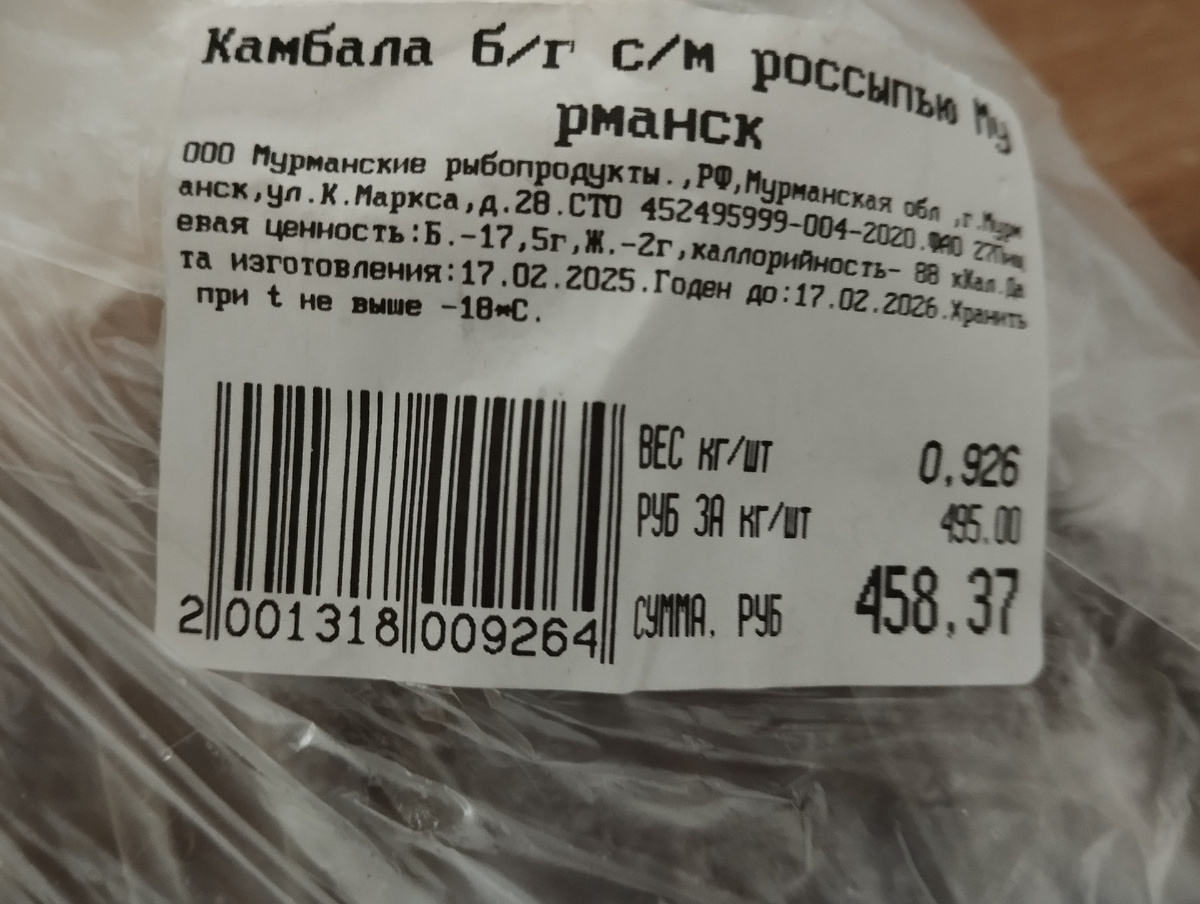 Камбала б/г с/м россыпью Му
рманск
ООО Мурманские рыбопродукты.,РФ,Мурманская обл ,г.Мурм
анск,ул.К.Маркса,д.28.СТО 452495999-004-2020.ФАО 27Пищ
евая ценность:Б.-17,5г,Ж.-2г,каллорийность- 88 кКал.Да
та изготовления:17.02.2025.Годен до:17.02.2026.Хранить
при t не выше -18*С.
ВЕС КГ/ШТ 0,926
РУБ ЗА КГ/ШТ 495.00
СУММА, РУБ 458,37
2 001318 009264